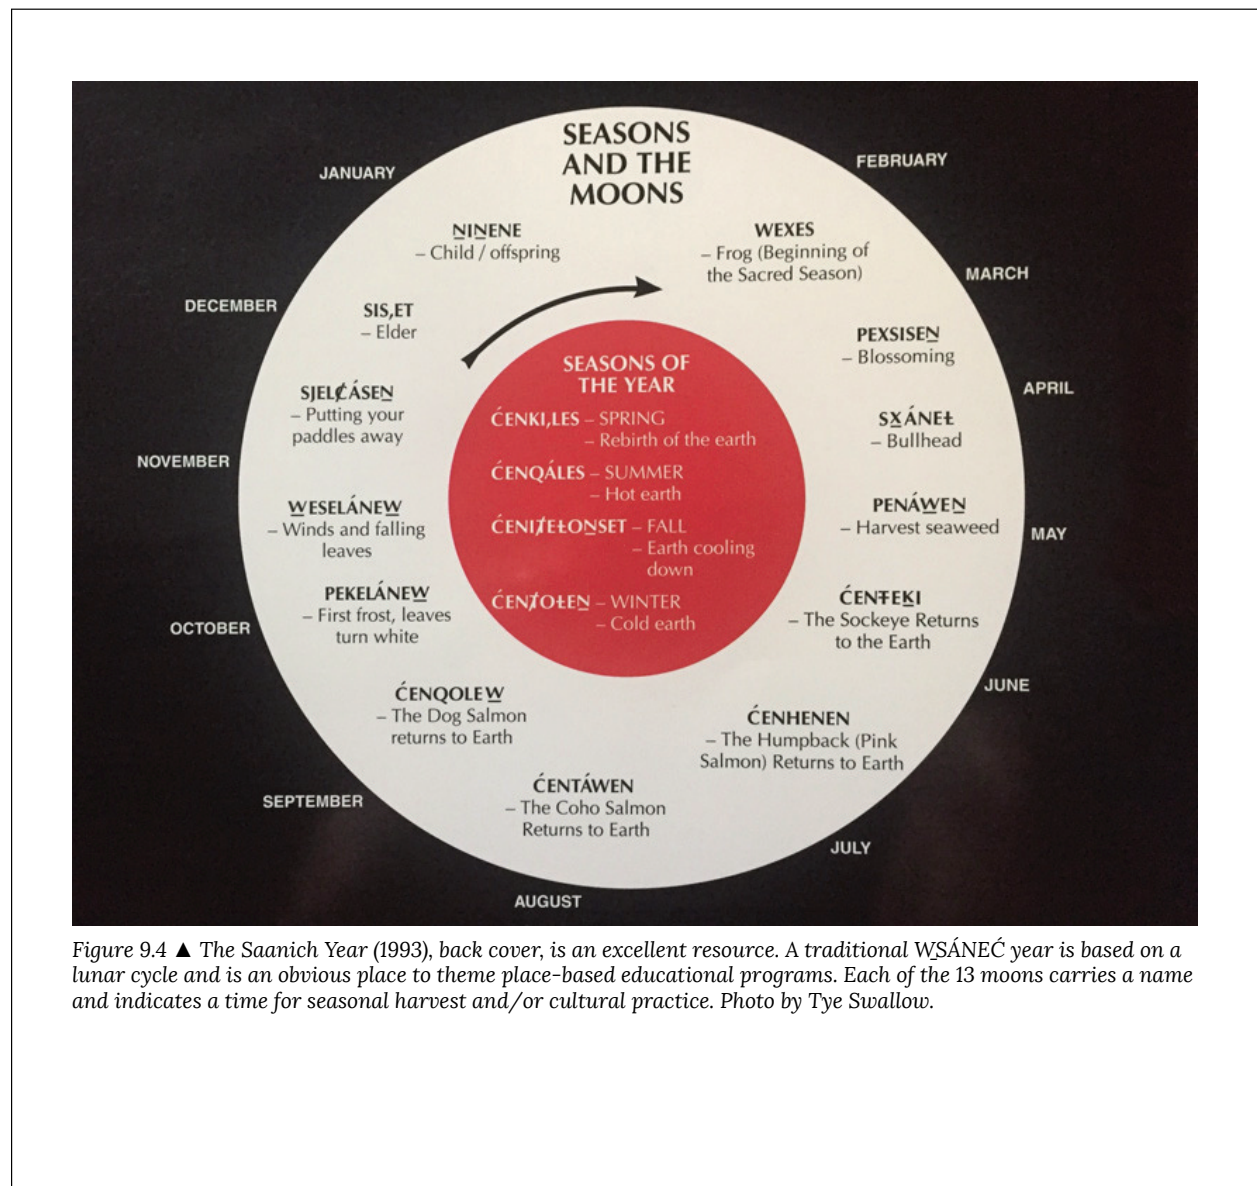 SEASONS
AND THE
MOONS
JANUARY
FEBRUARY
MARCH
APRIL
MAY
JUNE
JULY
AUGUST
SEPTEMBER
OCTOBER
NOVEMBER
DECEMBER
WEXES
– Frog (Beginning of
the Sacred Season)
PEXSISEṈ
– Blossoming
SX̱ÁNEȽ
– Bullhead
PENÁW̱EṈ
– Harvest seaweed
ĆENŦEḴI
– The Sockeye Returns
to the Earth
ĆENHENEN
– The Humpback (Pink
Salmon) Returns to Earth
ĆENTÁWEN
– The Coho Salmon
Returns to Earth
ĆENQOLEW̱
– The Dog Salmon
returns to Earth
PEKELÁNEW̱
– First frost, leaves
turn white
W̱ESELÁNEW̱
– Winds and falling
leaves
SJELȻÁSEṈ
– Putting your
paddles away
SIS,ET
– Elder
ṈIṈENE
– Child / offspring
SEASONS OF
THE YEAR
ĆENKI,LES – SPRING
– Rebirth of the earth
ĆENQÁLES – SUMMER
– Hot earth
ĆENIȾEȽOṈSET – FALL
– Earth cooling
down
ĆENȾOȽEṈ – WINTER
– Cold earth
Figure 9.4 ▲ The Saanich Year (1993), back cover, is an excellent resource. A traditional W̱SÁNEĆ year is based on a
lunar cycle and is an obvious place to theme place-based educational programs. Each of the 13 moons carries a name
and indicates a time for seasonal harvest and/or cultural practice. Photo by Tye Swallow.